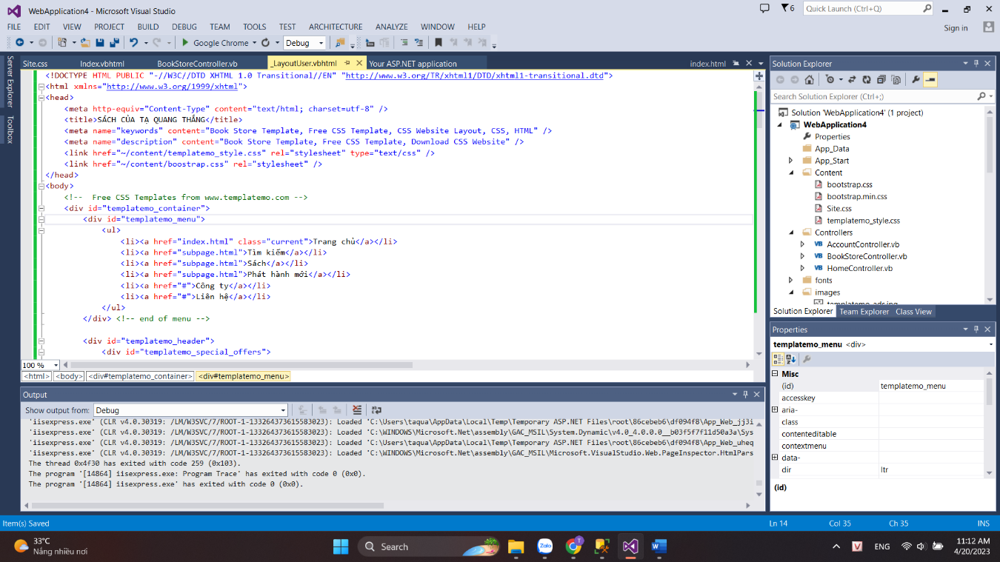 WebApplication4 - Microsoft Visual Studio
6
Quick Launch (Ctrl+Q)
FILE EDIT VIEW PROJECT BUILD DEBUG TEAM TOOLS TEST ARCHITECTURE ANALYZE WINDOW HELP
Sign in
Google Chrome Debug
Site.css Index.vbhtml BookStoreController.vb _LayoutUser.vbhtml Your ASP.NET application index.html
Server Explorer
Toolbox
<!DOCTYPE HTML PUBLIC "-//W3C//DTD XHTML 1.0 Transitional//EN" "http://www.w3.org/TR/xhtml1/DTD/xhtml1-transitional.dtd">
<html xmlns="http://www.w3.org/1999/xhtml">
<head>
<meta http-equiv="Content-Type" content="text/html; charset=utf-8" />
<title>SÁCH CỦA TẠ QUANG THẮNG</title>
<meta name="keywords" content="Book Store Template, Free CSS Template, CSS Website Layout, CSS, HTML" />
<meta name="description" content="Book Store Template, Free CSS Template, Download CSS Website" />
<link href="~/content/templatemo_style.css" rel="stylesheet" type="text/css" />
<link href="~/content/boostrap.css" rel="stylesheet" />
</head>
<body>
<!-- Free CSS Templates from www.templatemo.com -->
<div id="templatemo_container">
<div id="templatemo_menu">
<ul>
<li><a href="index.html" class="current">Trang chủ</a></li>
<li><a href="subpage.html">Tìm kiếm</a></li>
<li><a href="subpage.html">Sách</a></li>
<li><a href="subpage.html">Phát hành mới</a></li>
<li><a href="#">Công ty</a></li>
<li><a href="#">Liên hệ</a></li>
</ul>
</div> <!-- end of menu -->
<div id="templatemo_header">
<div id="templatemo_special_offers">
100 %
<html> <body> <div#templatemo_container> <div#templatemo_menu>
Output
Show output from: Debug
'iisexpress.exe' (CLR v4.0.30319: /LM/W3SVC/7/ROOT-1-133264373615583023): Loaded 'C:\Users\taqua\AppData\Local\Temp\Temporary ASP.NET Files\root\86cebeb6\df094f8\App_Web_jj3i
'iisexpress.exe' (CLR v4.0.30319: /LM/W3SVC/7/ROOT-1-133264373615583023): Loaded 'C:\WINDOWS\Microsoft.Net\assembly\GAC_MSIL\System.Dynamic\v4.0_4.0.0.0__b03f5f7f11d50a3a\Sys
'iisexpress.exe' (CLR v4.0.30319: /LM/W3SVC/7/ROOT-1-133264373615583023): Loaded 'C:\Users\taqua\AppData\Local\Temp\Temporary ASP.NET Files\root\86cebeb6\df094f8\App_Web_uheq
'iisexpress.exe' (CLR v4.0.30319: /LM/W3SVC/7/ROOT-1-133264373615583023): Loaded 'C:\WINDOWS\Microsoft.Net\assembly\GAC_MSIL\Microsoft.VisualStudio.Web.PageInspector.HtmlPars
The thread 0x4f30 has exited with code 259 (0x103).
The program '[14864] iisexpress.exe: Program Trace' has exited with code 0 (0x0).
The program '[14864] iisexpress.exe' has exited with code 0 (0x0).
Solution Explorer
Search Solution Explorer (Ctrl+;)
Solution 'WebApplication4' (1 project)
WebApplication4
Properties
App_Data
App_Start
Content
bootstrap.css
bootstrap.min.css
Site.css
templatemo_style.css
Controllers
VB AccountController.vb
VB BookStoreController.vb
VB HomeController.vb
fonts
images
templatemo_ads.jpg
Solution Explorer Team Explorer Class View
Properties
templatemo_menu <div>
Misc
(id) templatemo_menu
accesskey
aria-
class
contenteditable
contextmenu
data-
dir ltr
(id)
Item(s) Saved Ln 14 Col 35 Ch 35 INS
33°C
Nắng nhiều nơi
Search
Zalo
T
W
V
ENG
11:12 AM
4/20/2023